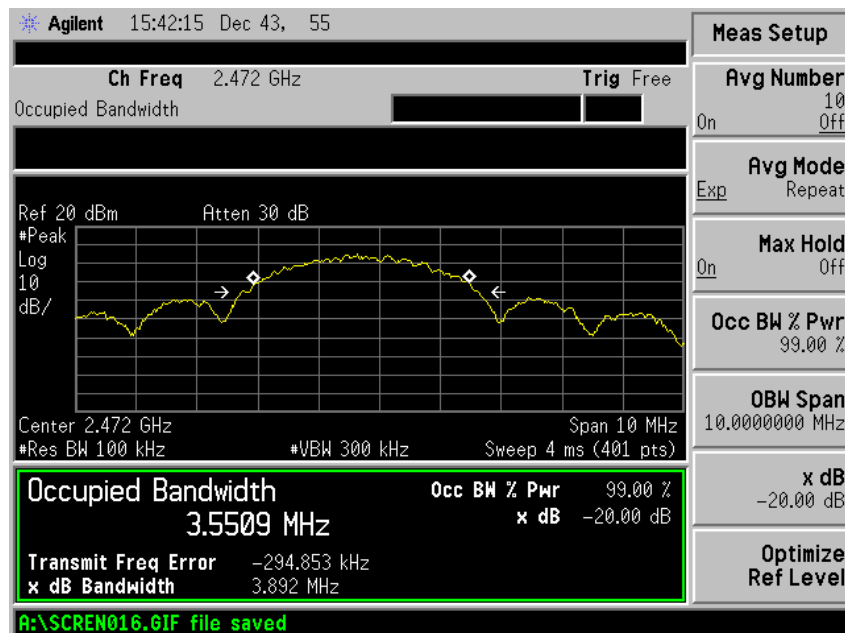 Agilent 15:42:15 Dec 43, 55
Meas Setup
Ch Freq 2.472 GHz Trig Free
Occupied Bandwidth
Avg Number
10
On Off
Avg Mode
Exp Repeat
Max Hold
On Off
Occ BW % Pwr
99.00 %
OBW Span
10.0000000 MHz
x dB
-20.00 dB
Optimize
Ref Level
Ref 20 dBm Atten 30 dB
#Peak
Log
10
dB/
Center 2.472 GHz Span 10 MHz
#Res BW 100 kHz #VBW 300 kHz Sweep 4 ms (401 pts)
Occupied Bandwidth Occ BW % Pwr 99.00 %
3.5509 MHz x dB -20.00 dB
Transmit Freq Error -294.853 kHz
x dB Bandwidth 3.892 MHz
A:\SCREN016.GIF file saved